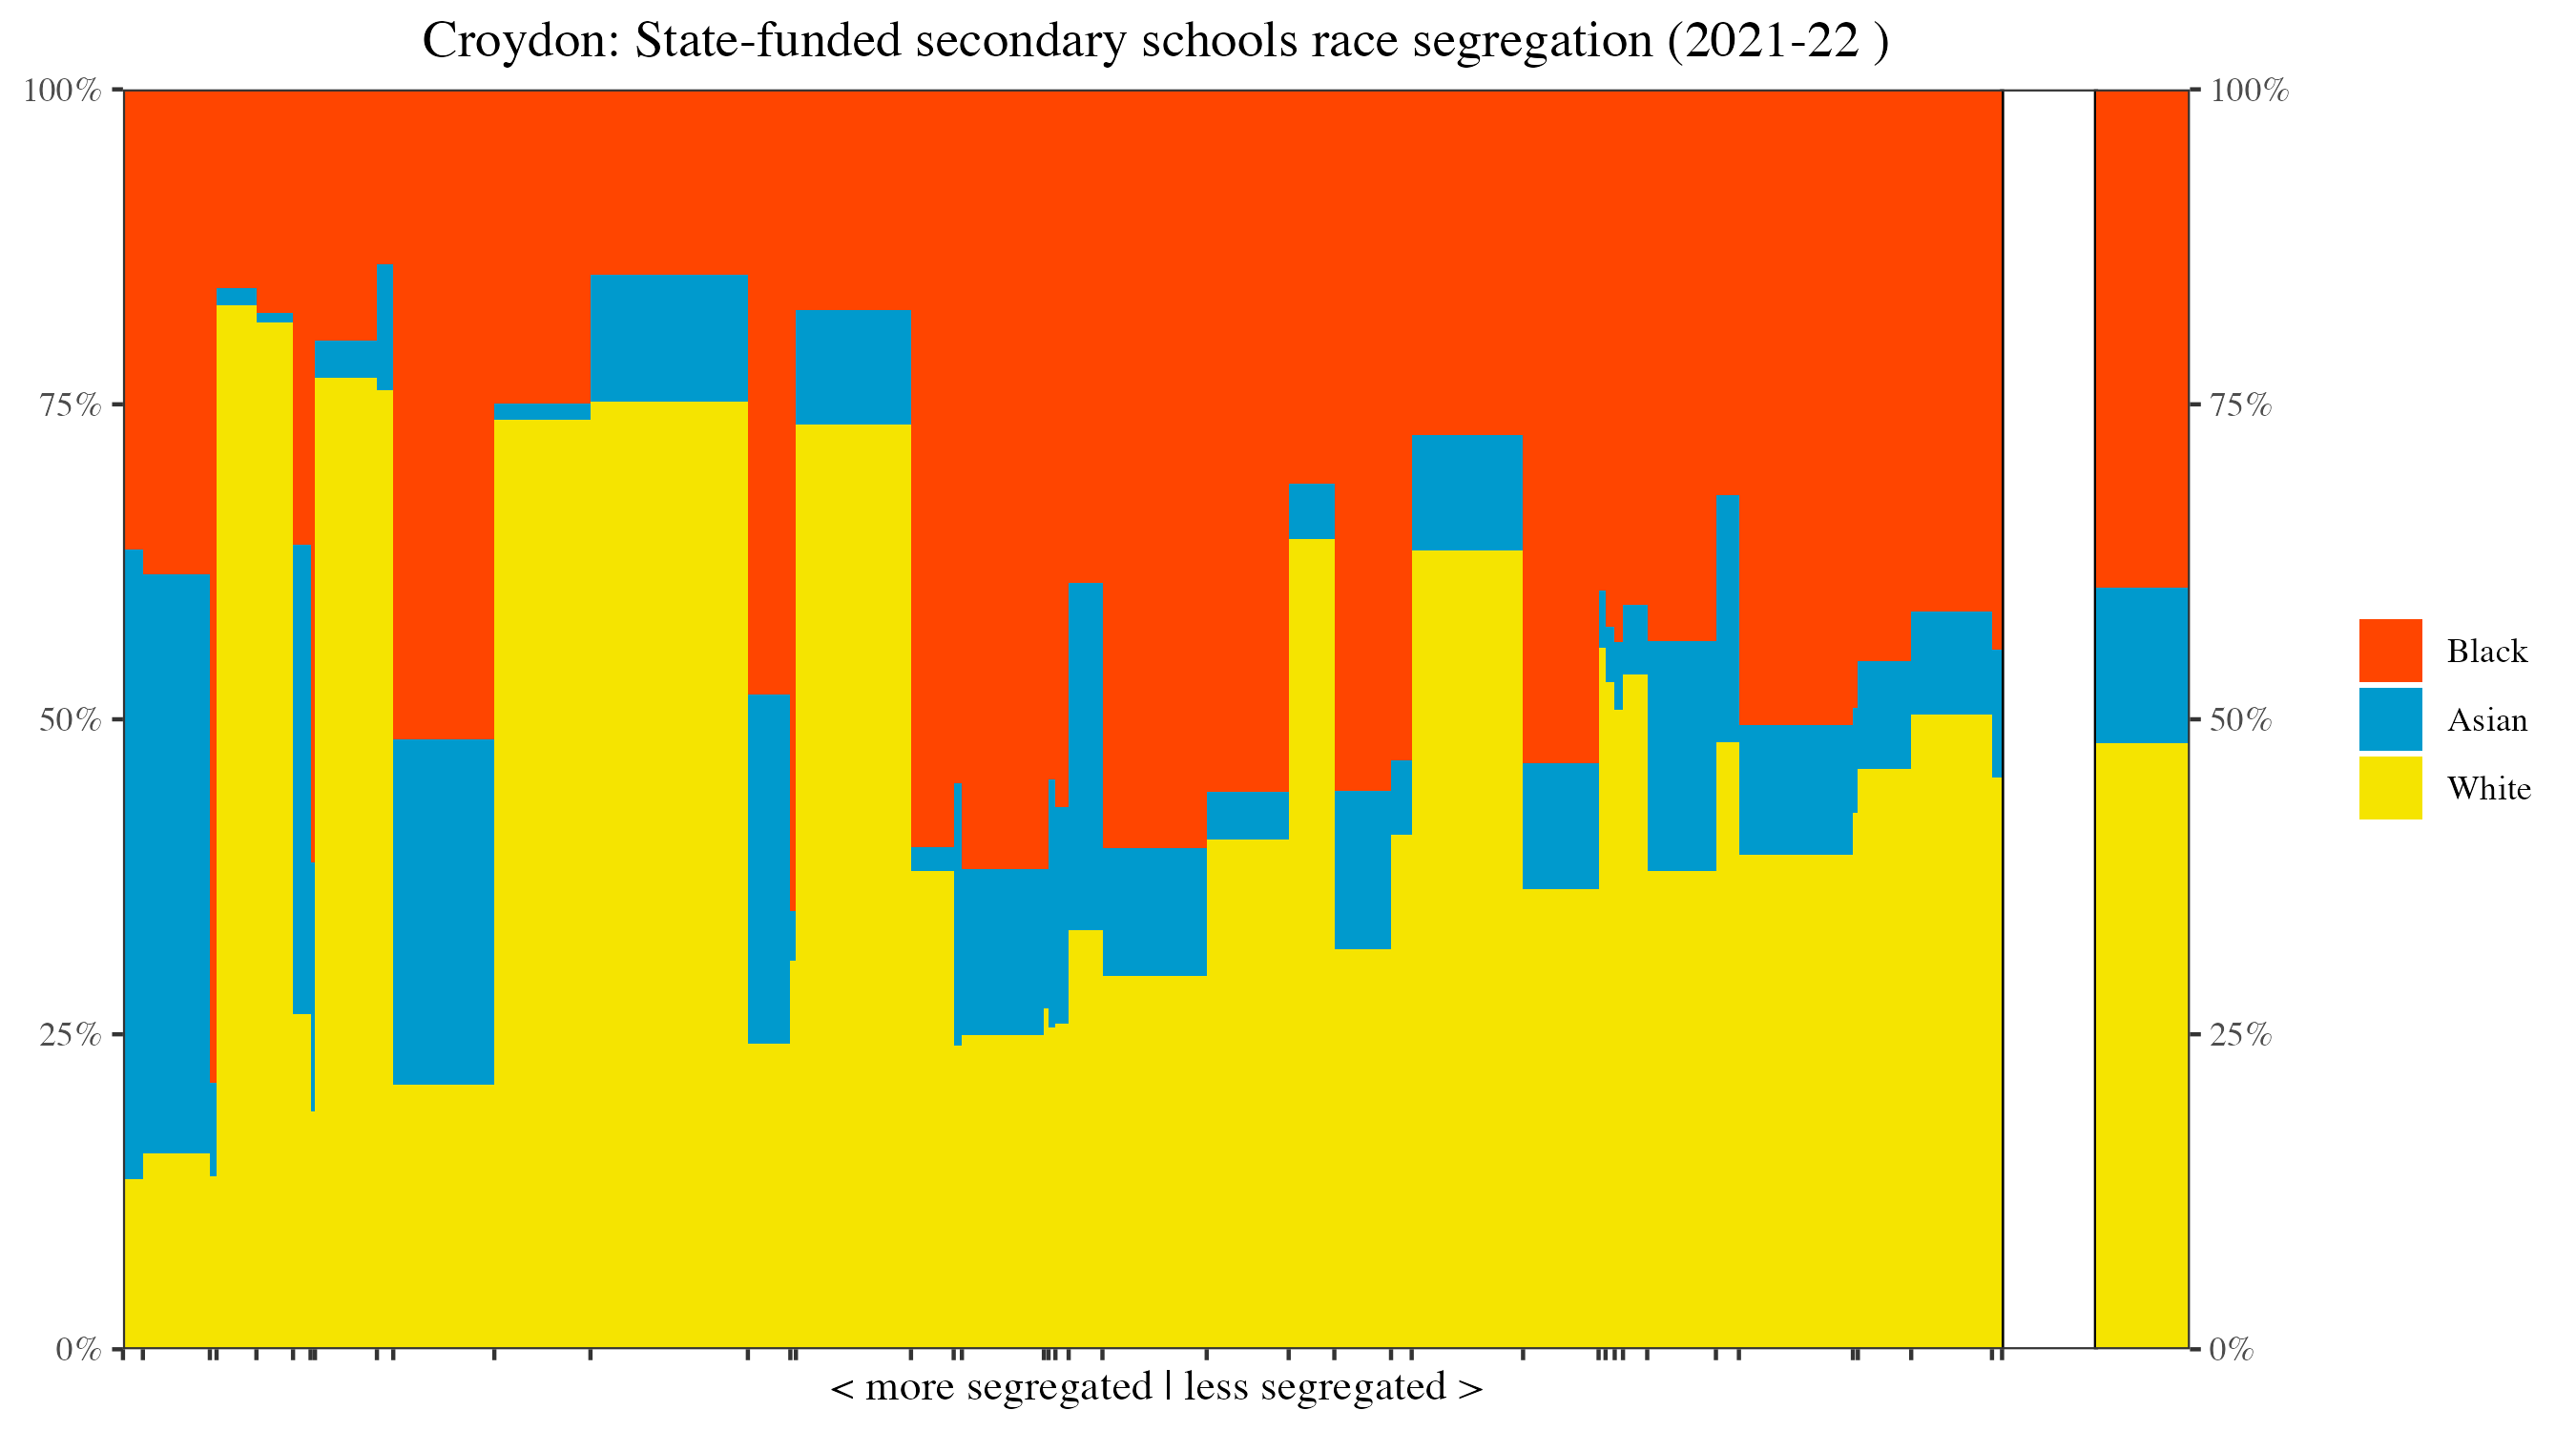 Croydon: State-funded secondary schools race segregation (2021-22 )
100%
75%
50%
25%
0%
100%
75%
50%
25%
0%
Black
Asian
White
< more segregated | less segregated >